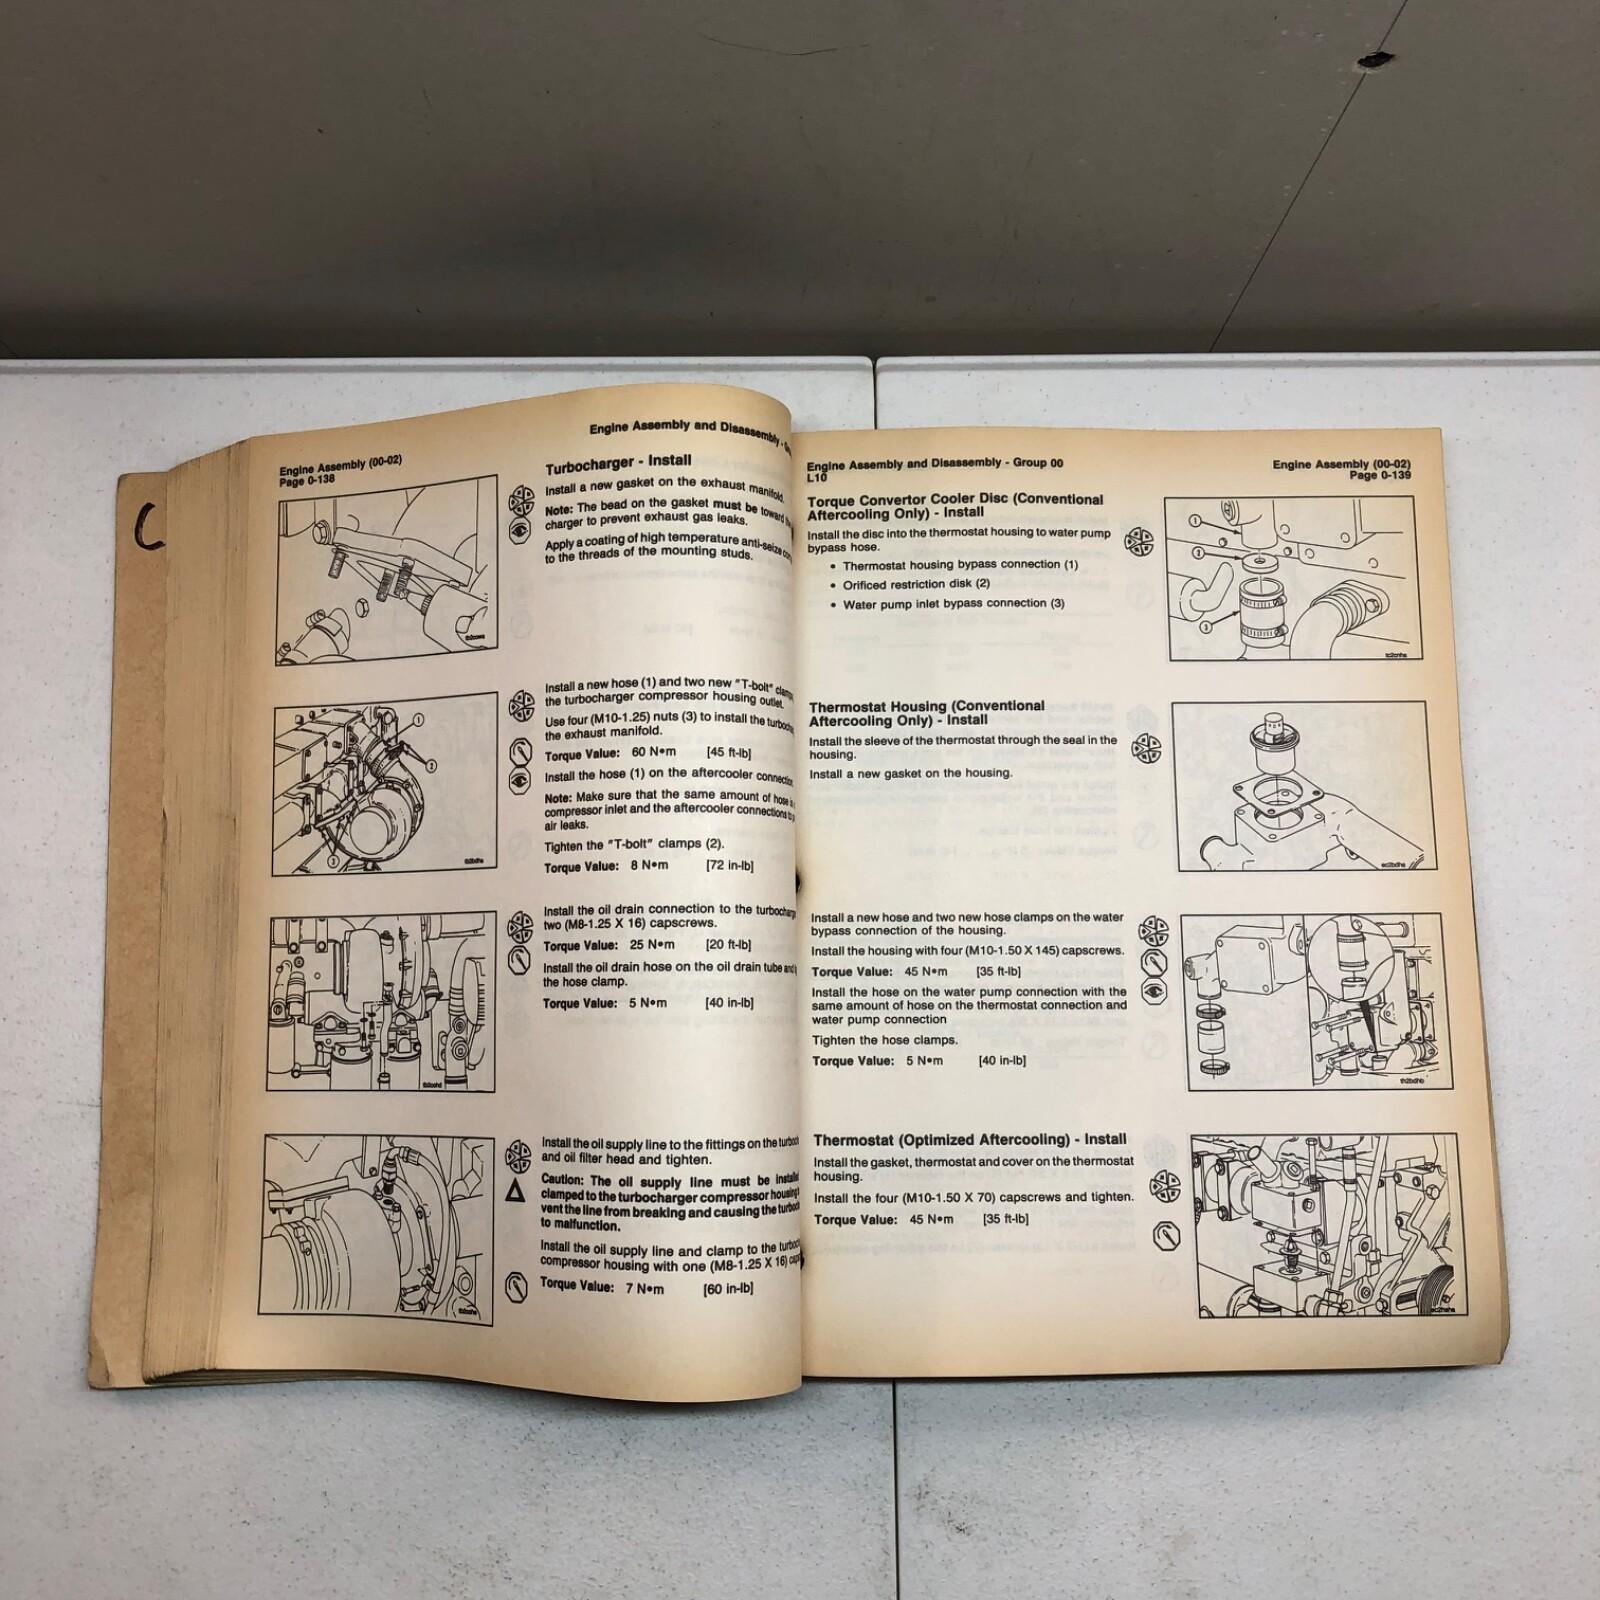 C
Engine Assembly (00-02)
Page 0-138
Engine Assembly and Disassembly -
Turbocharger - Install
Install a new gasket on the exhaust manifold.
Note: The bead on the gasket must be toward
charger to prevent exhaust gas leaks.
Apply a coating of high temperature anti-seize
to the threads of the mounting studs.
Install a new hose (1) and two new "T-bolt"
the turbocharger compressor housing outlet.
Use four (M10-1.25) nuts (3) to install the
the exhaust manifold.
Torque Value: 60 N•m [45 ft-lb]
Install the hose (1) on the aftercooler connection
Note: Make sure that the same amount of hose
compressor inlet and the aftercooler connections
air leaks.
Tighten the "T-bolt" clamps (2).
Torque Value: 8 N•m [72 in-lb]
1
2
3
Install the oil drain connection to the
two (M8-1.25 X 16) capscrews.
Torque Value: 25 N•m [20 ft-lb]
Install the oil drain hose on the oil drain tube and
the hose clamp.
Torque Value: 5 N•m [40 in-lb]
Install the oil supply line to the fittings on the
and oil filter head and tighten.
Caution: The oil supply line must be
clamped to the turbocharger compressor
vent the line from breaking and causing the
to malfunction.
Install the oil supply line and clamp to the
compressor housing with one (M8-1.25 X 16)
Torque Value: 7 N•m [60 in-lb]
Engine Assembly and Disassembly - Group 00
L10
Engine Assembly (00-02)
Page 0-139
Torque Convertor Cooler Disc (Conventional
Aftercooling Only) - Install
Install the disc into the thermostat housing to water pump
bypass hose.
• Thermostat housing bypass connection (1)
• Orificed restriction disk (2)
• Water pump inlet bypass connection (3)
1
2
3
tc2cnha
Thermostat Housing (Conventional
Aftercooling Only) - Install
Install the sleeve of the thermostat through the seal in the
housing.
Install a new gasket on the housing.
Install a new hose and two new hose clamps on the water
bypass connection of the housing.
Install the housing with four (M10-1.50 X 145) capscrews.
Torque Value: 45 N•m [35 ft-lb]
Install the hose on the water pump connection with the
same amount of hose on the thermostat connection and
water pump connection
Tighten the hose clamps.
Torque Value: 5 N•m [40 in-lb]
Thermostat (Optimized Aftercooling) - Install
Install the gasket, thermostat and cover on the thermostat
housing.
Install the four (M10-1.50 X 70) capscrews and tighten.
Torque Value: 45 N•m [35 ft-lb]